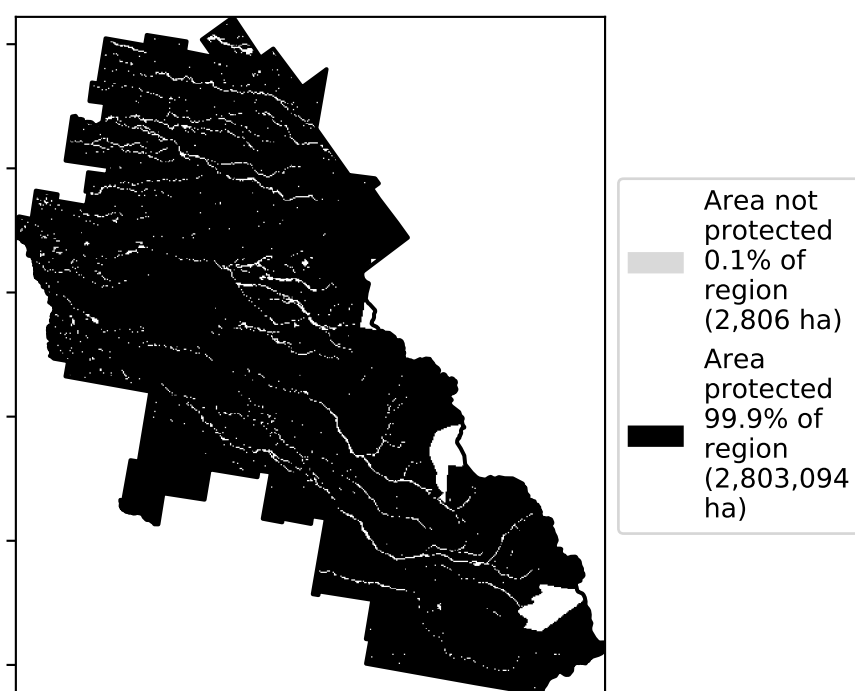 Area not
protected
0.1% of
region
(2,806 ha)
Area
protected
99.9% of
region
(2,803,094
ha)